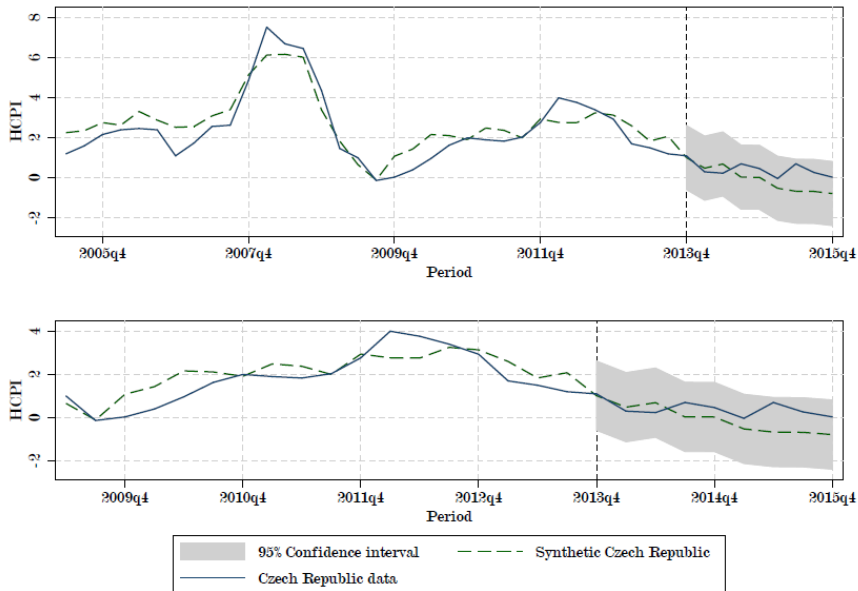 HCPI
8
6
4
2
0
-2
2005q4 2007q4 2009q4 2011q4 2013q4 2015q4
Period
HCPI
4
2
0
-2
2009q4 2010q4 2011q4 2012q4 2013q4 2014q4 2015q4
Period
95% Confidence interval Synthetic Czech Republic
Czech Republic data